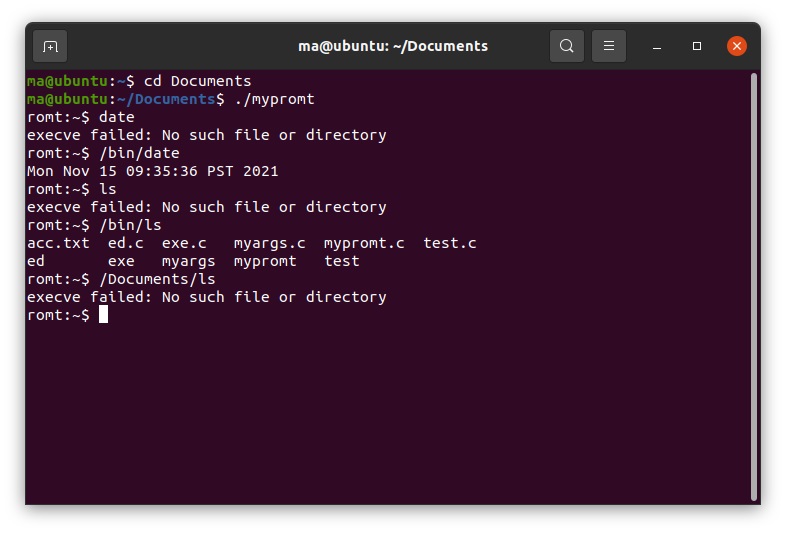 ma@ubuntu: ~/Documents
ma@ubuntu:~$ cd Documents
ma@ubuntu:~/Documents$ ./mypromt
romt:~$ date
execve failed: No such file or directory
romt:~$ /bin/date
Mon Nov 15 09:35:36 PST 2021
romt:~$ ls
execve failed: No such file or directory
romt:~$ /bin/ls
acc.txt  ed.c  exe.c   myargs.c  mypromt.c  test.c
ed       exe   myargs  mypromt   test
romt:~$ /Documents/ls
execve failed: No such file or directory
romt:~$